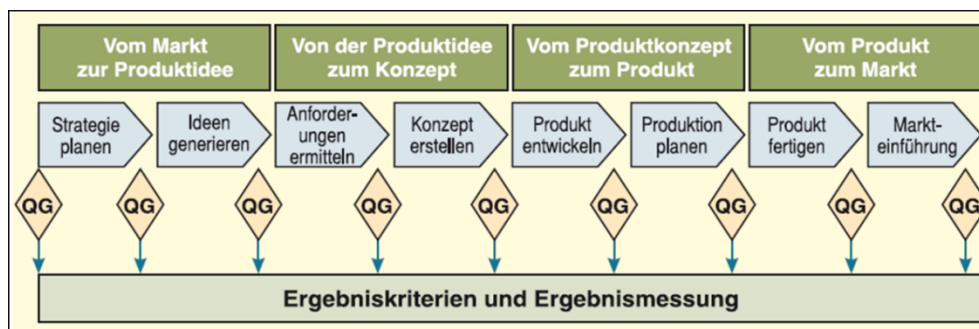 Vom Markt
zur Produktidee
Von der Produktidee
zum Konzept
Vom Produktkonzept
zum Produkt
Vom Produkt
zum Markt
Strategie
planen
Ideen
generieren
Anforder-
ungen
ermitteln
Konzept
erstellen
Produkt
entwickeln
Produktion
planen
Produkt
fertigen
Markt-
einführung
QG QG QG QG QG QG QG QG QG
Ergebniskriterien und Ergebnismessung